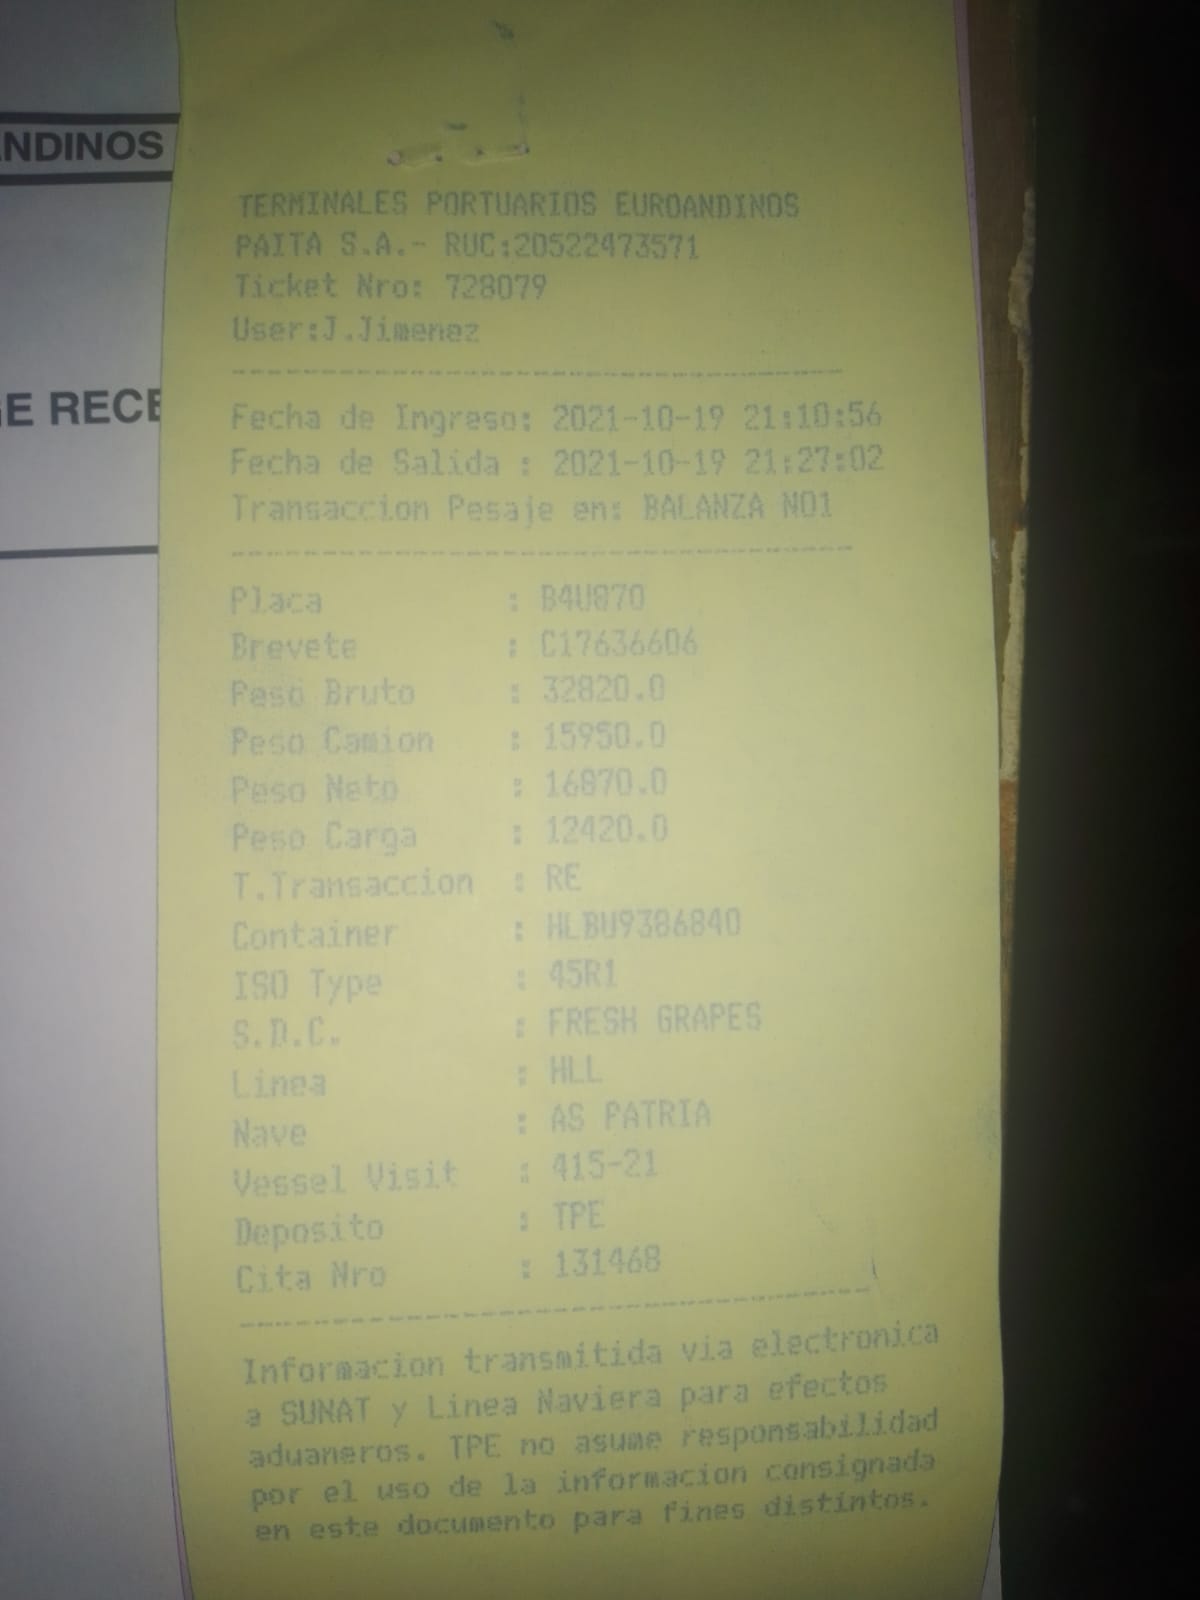 NDINOS
E RECE
TERMINALES PORTUARIOS EUROANDINOS
PAITA S.A.- RUC:20522473571
Ticket Nro: 728079
User:J.Jimenez
Fecha de Ingreso: 2021-10-19 21:10:56
Fecha de Salida : 2021-10-19 21:27:02
Transaccion Pesaje en: BALANZA NO1
Placa : B4U870
Brevete : C17636606
Peso Bruto : 32820.0
Peso Camion : 15950.0
Peso Neto : 16870.0
Peso Carga : 12420.0
T.Transaccion : RE
Container : HLBU9386840
ISO Type : 45R1
S.D.C. : FRESH GRAPES
Linea : HLL
Nave : AS PATRIA
Vessel Visit : 415-21
Deposito : TPE
Cita Nro : 131468
Informacion transmitida via electronica
a SUNAT y Linea Naviera para efectos
aduaneros. TPE no asume responsabilidad
por el uso de la informacion consignada
en este documento para fines distintos.